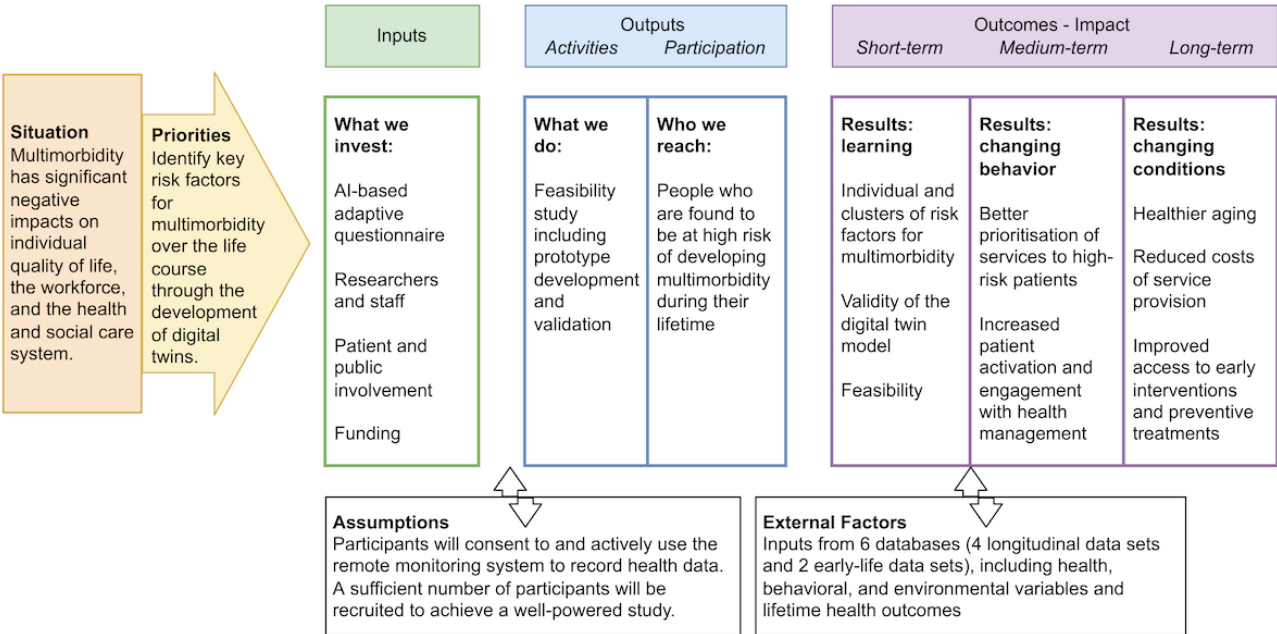 Inputs
Outputs
Activities Participation
Outcomes - Impact
Short-term Medium-term Long-term
Situation
Multimorbidity
has significant
negative
impacts on
individual
quality of life,
the workforce,
and the health
and social care
system.
Priorities
Identify key
risk factors
for
multimorbidity
over the life
course
through the
development
of digital
twins.
What we
invest:
AI-based
adaptive
questionnaire
Researchers
and staff
Patient and
public
involvement
Funding
What we
do:
Feasibility
study
including
prototype
development
and
validation
Who we
reach:
People who
are found to
be at high risk
of developing
multimorbidity
during their
lifetime
Results:
learning
Individual and
clusters of risk
factors for
multimorbidity
Validity of the
digital twin
model
Feasibility
Results:
changing
behavior
Better
prioritisation of
services to high-
risk patients
Increased
patient
activation and
engagement
with health
management
Results:
changing
conditions
Healthier aging
Reduced costs
of service
provision
Improved
access to early
interventions
and preventive
treatments
Assumptions
Participants will consent to and actively use the
remote monitoring system to record health data.
A sufficient number of participants will be
recruited to achieve a well-powered study.
External Factors
Inputs from 6 databases (4 longitudinal data sets
and 2 early-life data sets), including health,
behavioral, and environmental variables and
lifetime health outcomes